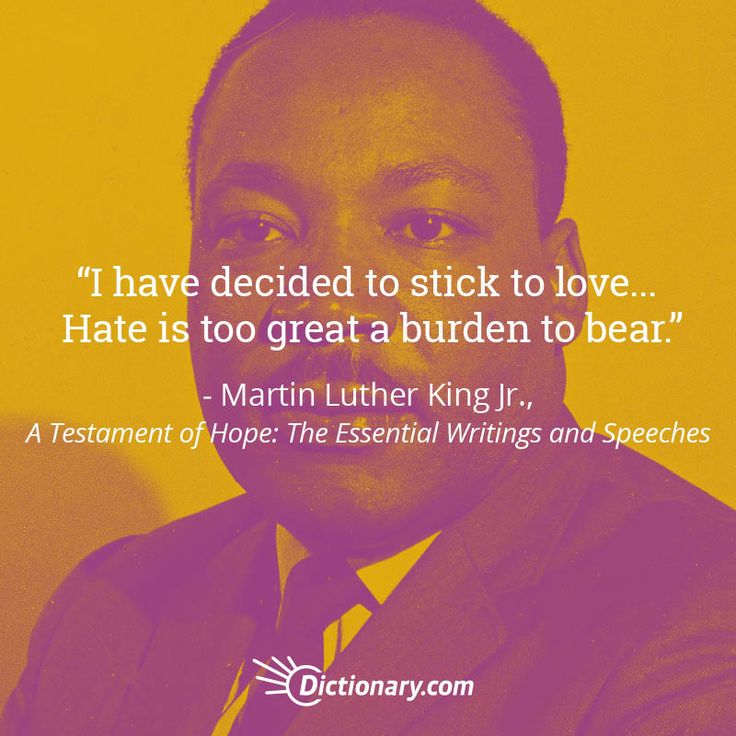 “I have decided to stick to love...
Hate is too great a burden to bear.”
- Martin Luther King Jr.,
A Testament of Hope: The Essential Writings and Speeches
Dictionary.com